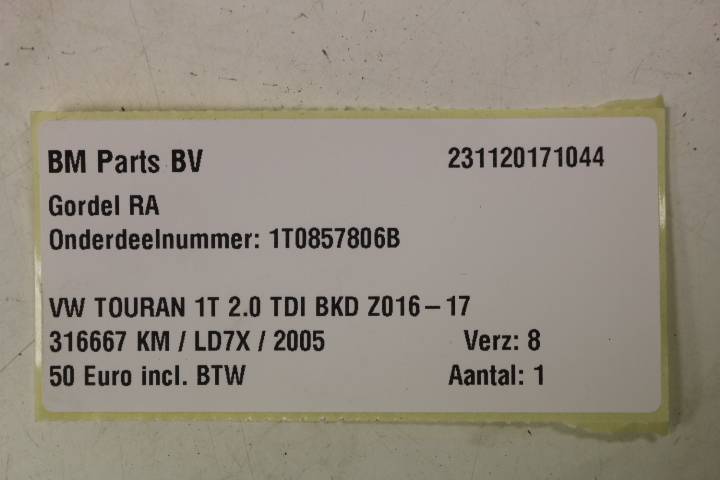 BM Parts BV 231120171044
Gordel RA
Onderdeelnummer: 1T0857806B
VW TOURAN 1T 2.0 TDI BKD Z016-17
316667 KM / LD7X / 2005 Verz: 8
50 Euro incl. BTW Aantal: 1